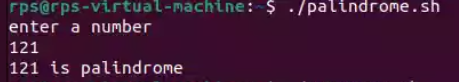 rps@rps-virtual-machine:~$ ./palindrome.sh
enter a number
121
121 is palindrome